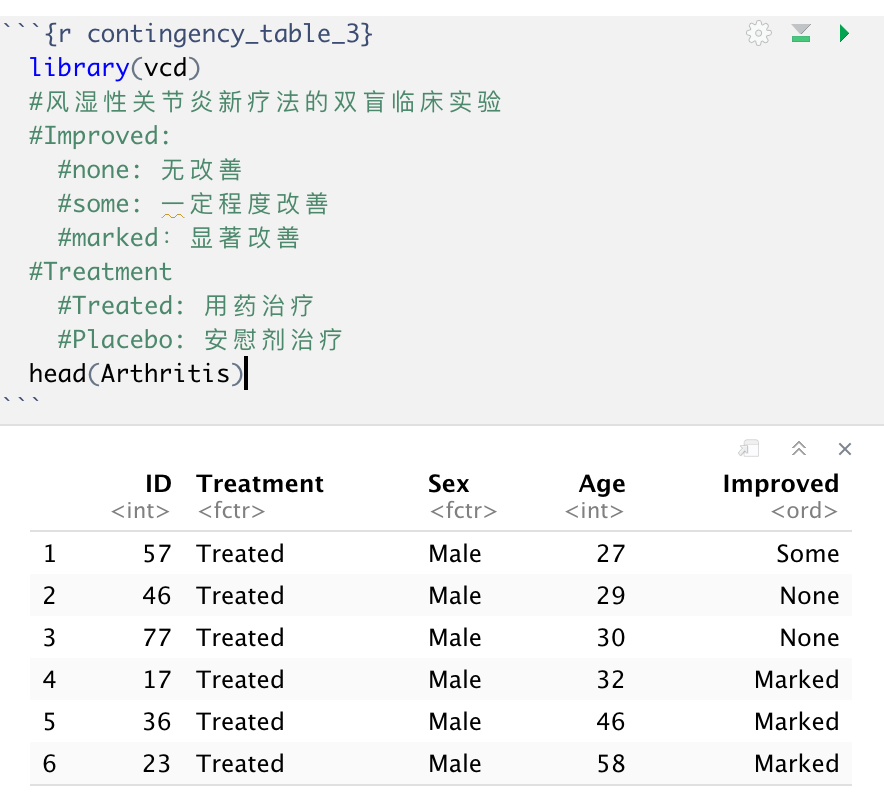 ```{r contingency_table_3}
library(vcd)
#风湿性关节炎新疗法的双盲临床实验
#Improved:
#none: 无改善
#some: 一定程度改善
#marked: 显著改善
#Treatment
#Treated: 用药治疗
#Placebo: 安慰剂治疗
head(Arthritis)
```
ID Treatment Sex Age Improved
<int> <fctr> <fctr> <int> <ord>
1 57 Treated Male 27 Some
2 46 Treated Male 29 None
3 77 Treated Male 30 None
4 17 Treated Male 32 Marked
5 36 Treated Male 46 Marked
6 23 Treated Male 58 Marked